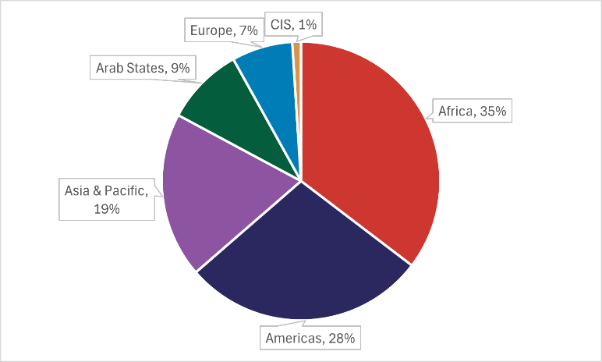 Europe, 7%
CIS, 1%
Arab States, 9%
Africa, 35%
Asia & Pacific,
19%
Americas, 28%